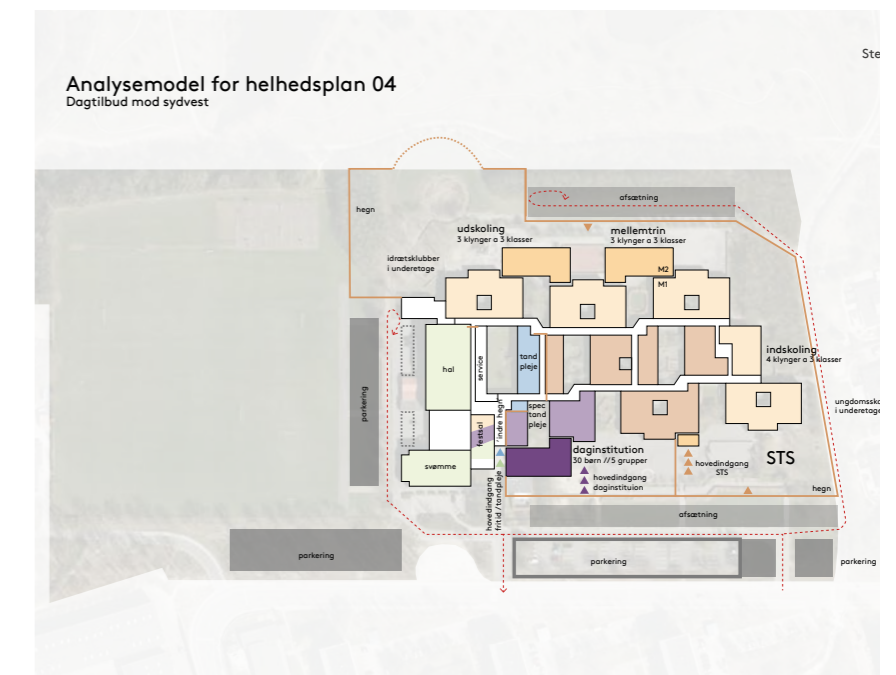 Ste
Analysemodel for helhedsplan 04
Dagtilbud mod sydvest
afsætning
hegn
udskoling
3 klynger a 3 klasser
mellemtrin
3 klynger a 3 klasser
idrætsklubber
i underetage
M2
M1
indskoling
4 klynger a 3 klasser
hal
service
tand
pleje
parkering
ungdomssko
i underetage
spec
tand
pleje
indre hegn
festsal
daginstitution
30 børn //5 grupper
STS
svømme
hovedindgang
STS
hovedindgang
daginstituion
hegn
hovedindgang
fritid / tandpleje
afsætning
parkering
parkering
parkering